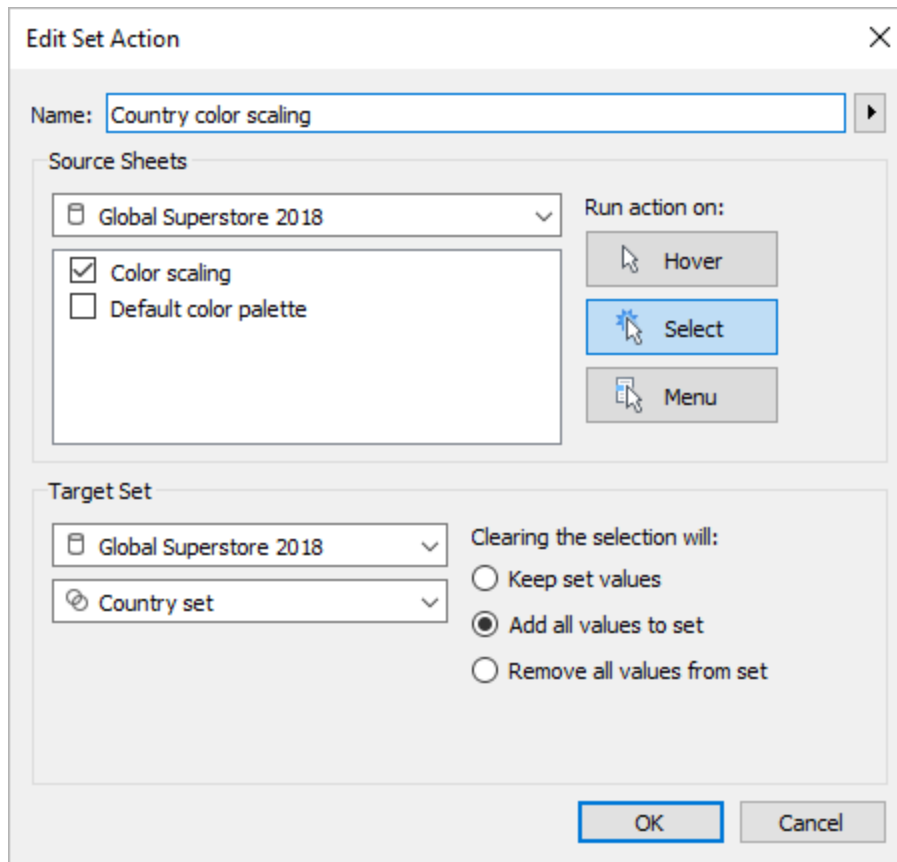 Edit Set Action
Name: Country color scaling
Source Sheets
Global Superstore 2018
Color scaling
Default color palette
Run action on:
Hover
Select
Menu
Target Set
Global Superstore 2018
Country set
Clearing the selection will:
Keep set values
Add all values to set
Remove all values from set
OK
Cancel